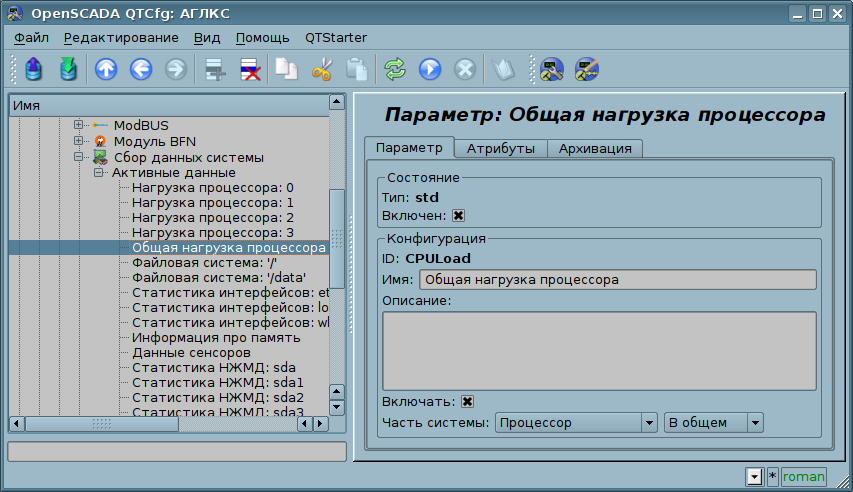 OpenSCADA QTCfg: АГЛКС
Файл Редактирование Вид Помощь QTStarter
Имя
ModBUS
Модуль BFN
Сбор данных системы
Активные данные
Нагрузка процессора: 0
Нагрузка процессора: 1
Нагрузка процессора: 2
Нагрузка процессора: 3
Общая нагрузка процессора
Файловая система: '/'
Файловая система: '/data'
Статистика интерфейсов: et
Статистика интерфейсов: lo
Статистика интерфейсов: wl
Информация про память
Данные сенсоров
Статистика НЖМД: sda
Статистика НЖМД: sda1
Статистика НЖМД: sda2
Статистика НЖМД: sda3
Параметр: Общая нагрузка процессора
Параметр Атрибуты Архивация
Состояние
Тип: std
Включен:
Конфигурация
ID: CPULoad
Имя: Общая нагрузка процессора
Описание:
Включать:
Часть системы: Процессор В общем
* roman